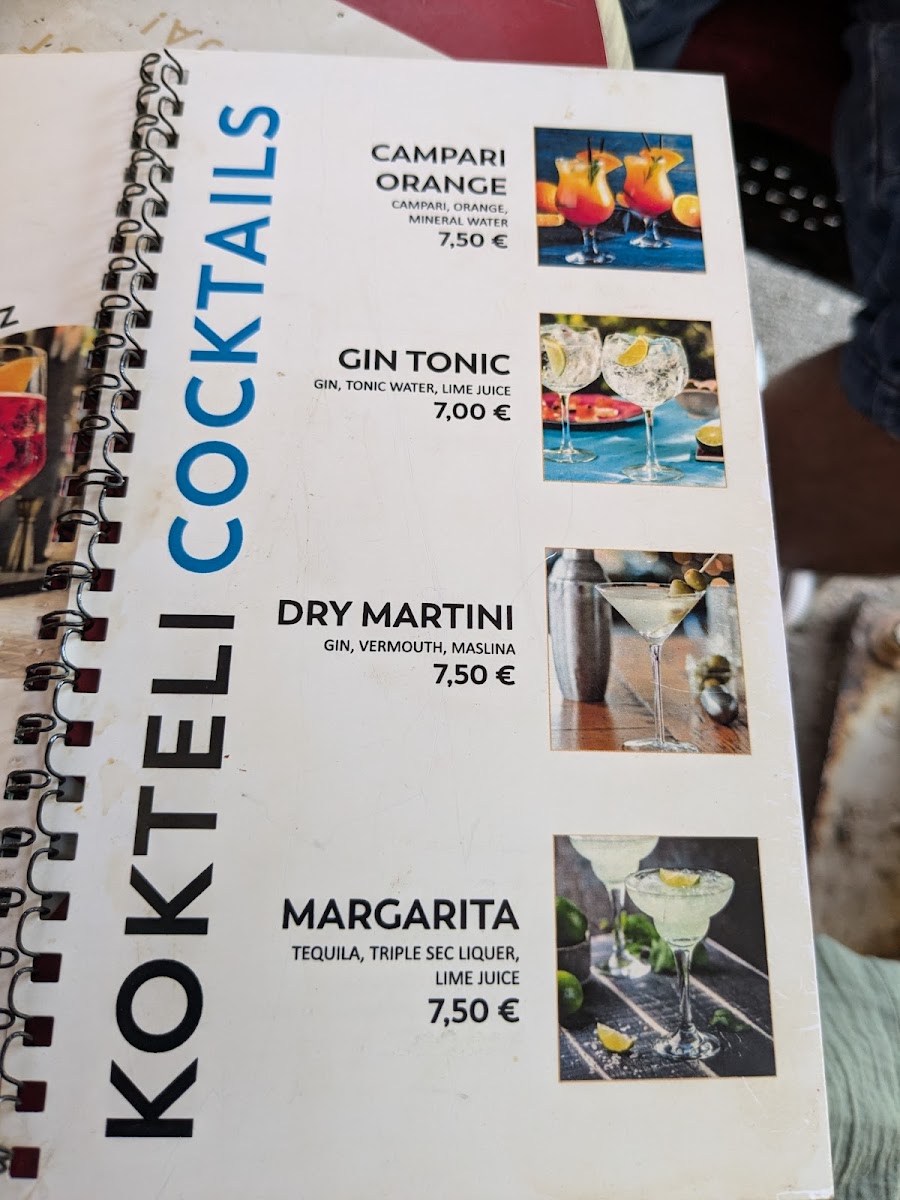 KOKTELI COCKTAILS
CAMPARI
ORANGE
CAMPARI, ORANGE,
MINERAL WATER
7,50 €
GIN TONIC
GIN, TONIC WATER, LIME JUICE
7,00 €
DRY MARTINI
GIN, VERMOUTH, MASLINA
7,50 €
MARGARITA
TEQUILA, TRIPLE SEC LIQUER,
LIME JUICE
7,50 €